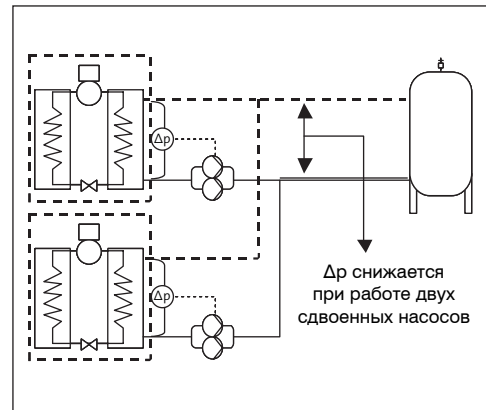 Δp
Δp
Δp снижается
при работе двух
сдвоенных насосов